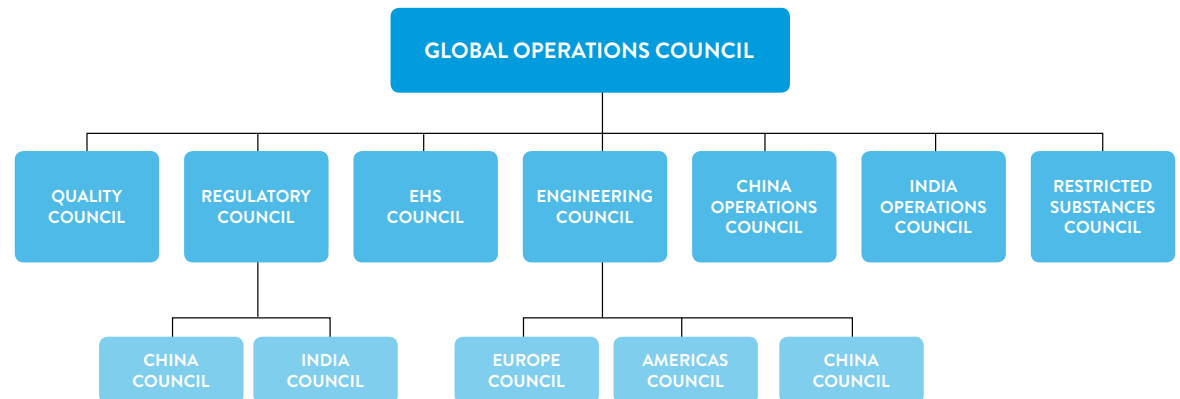 GLOBAL OPERATIONS COUNCIL
QUALITY
COUNCIL
REGULATORY
COUNCIL
EHS
COUNCIL
ENGINEERING
COUNCIL
CHINA
OPERATIONS
COUNCIL
INDIA
OPERATIONS
COUNCIL
RESTRICTED
SUBSTANCES
COUNCIL
CHINA
COUNCIL
INDIA
COUNCIL
EUROPE
COUNCIL
AMERICAS
COUNCIL
CHINA
COUNCIL